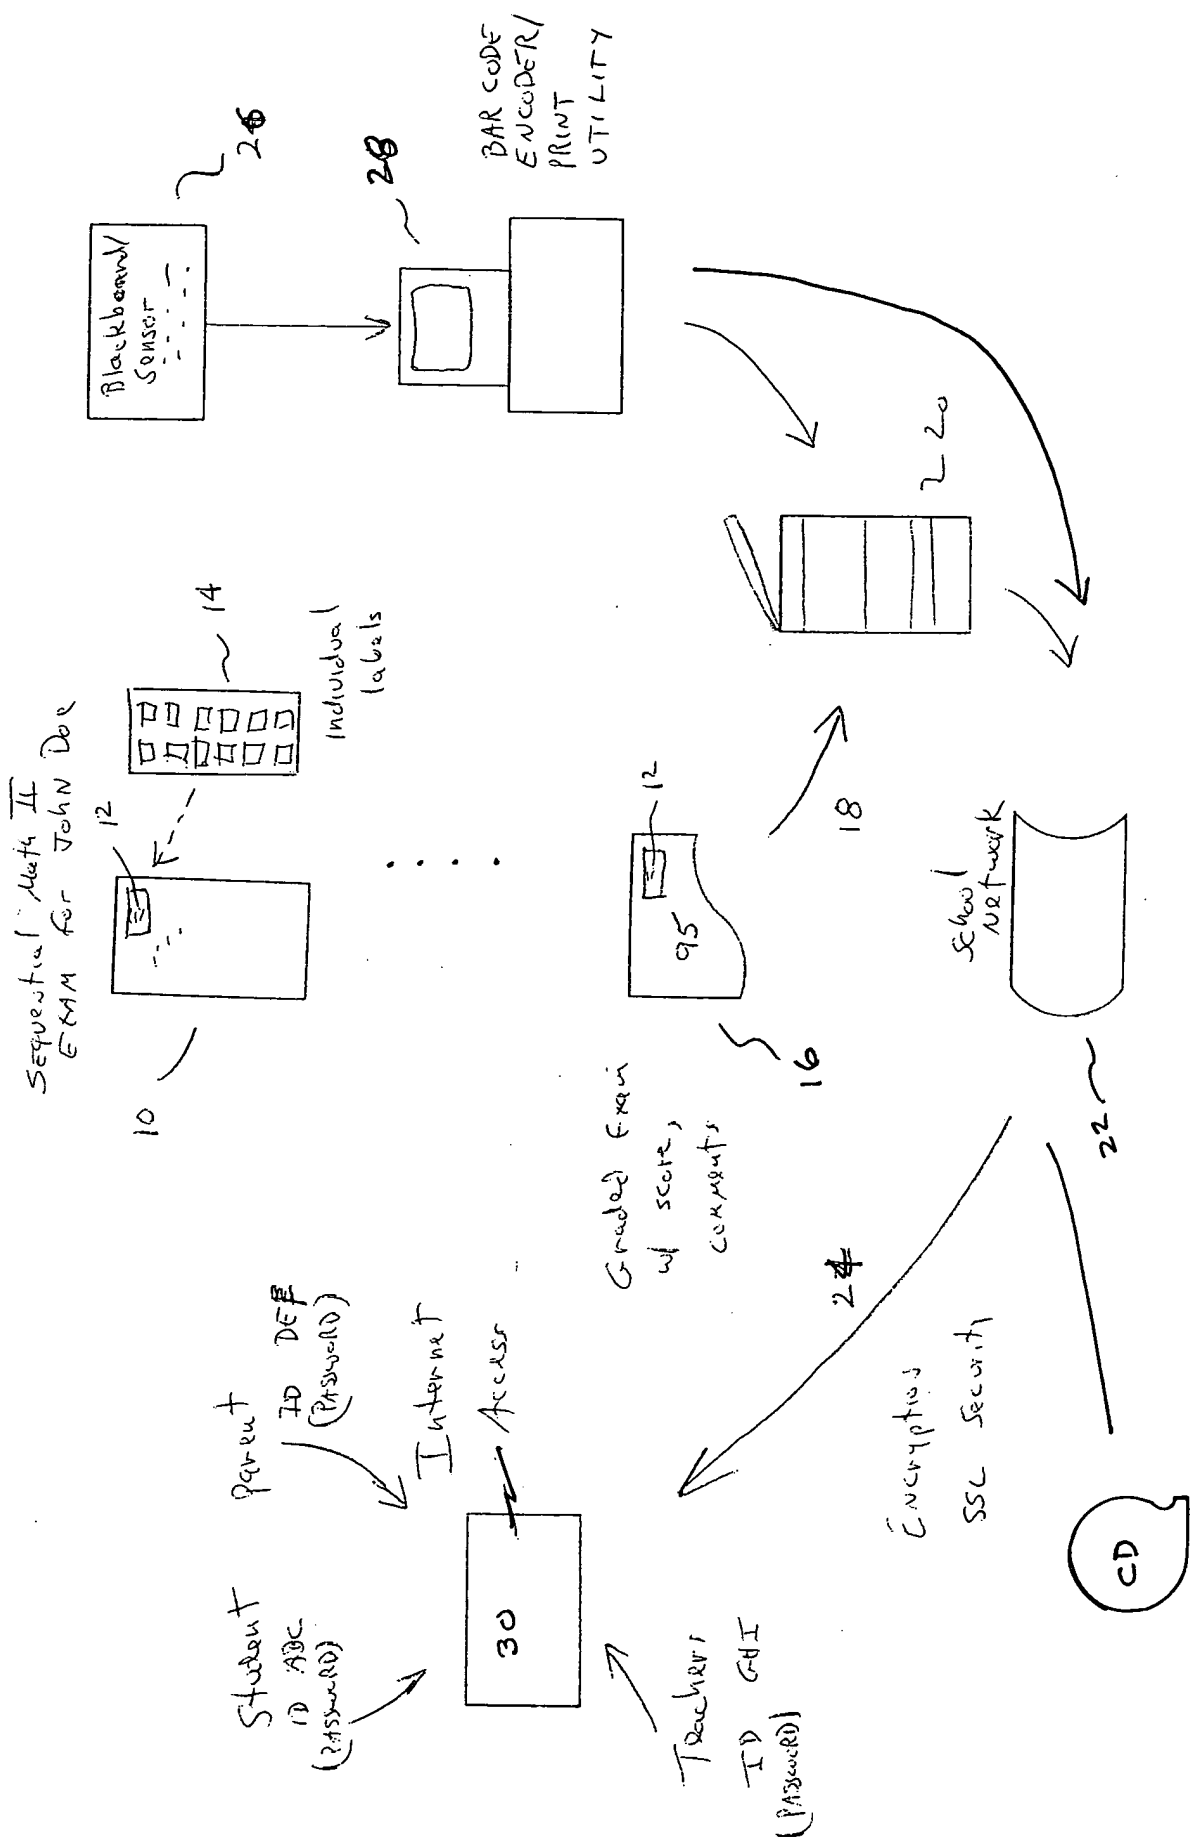 Sequential Math II
EXAM For JohN Doe
10
12
14
Individual
labels
Blackboard/
Sensor
26
28
BAR CODE
ENCODER/
PRINT
UTILITY
Student
ID ABC
(PASSWORD)
Parent
ID DEF
(PASSWORD)
Internet
Access
30
Teachers
ID GHI
(PASSWORD)
Graded Exam
w/ score,
comments
16
95
12
18
20
24
Encryption
SSL Security
School
Network
22
CD